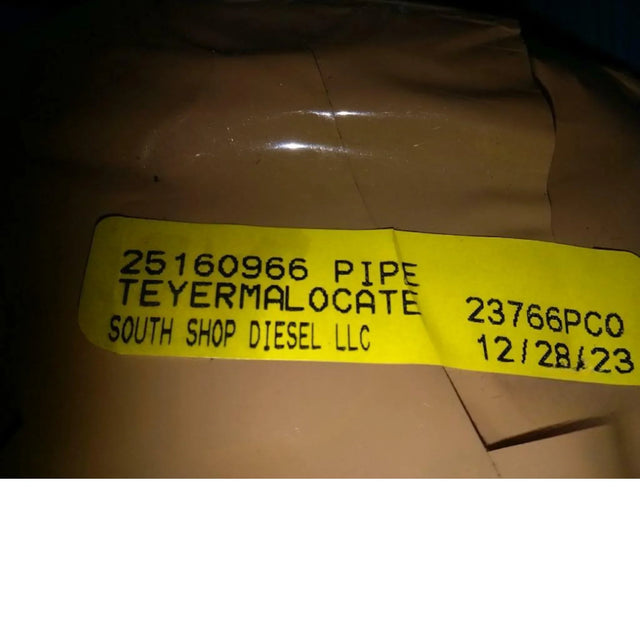 25160966 PIPE
TEYERMALOCATE
SOUTH SHOP DIESEL LLC
23766PCO
12/28/23